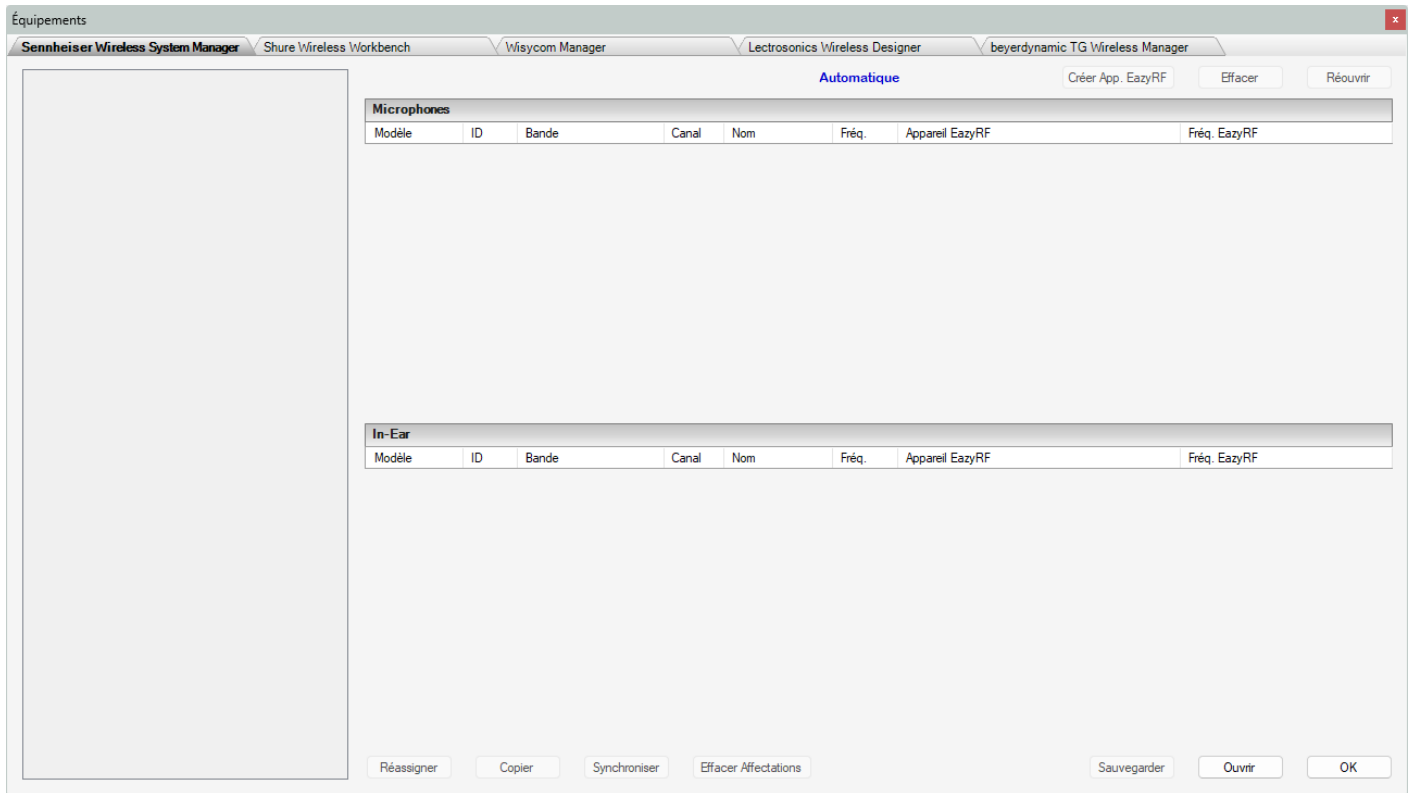 Équipements x
Sennheiser Wireless System Manager Shure Wireless Workbench Wisycom Manager Lectrosonics Wireless Designer beyerdynamic TG Wireless Manager
Automatique Créer App. EazyRF Effacer Réouvrir
Microphones
Modèle ID Bande Canal Nom Fréq. Appareil EazyRF Fréq. EazyRF
In-Ear
Modèle ID Bande Canal Nom Fréq. Appareil EazyRF Fréq. EazyRF
Réassigner Copier Synchroniser Effacer Affectations Sauvegarder Ouvrir OK